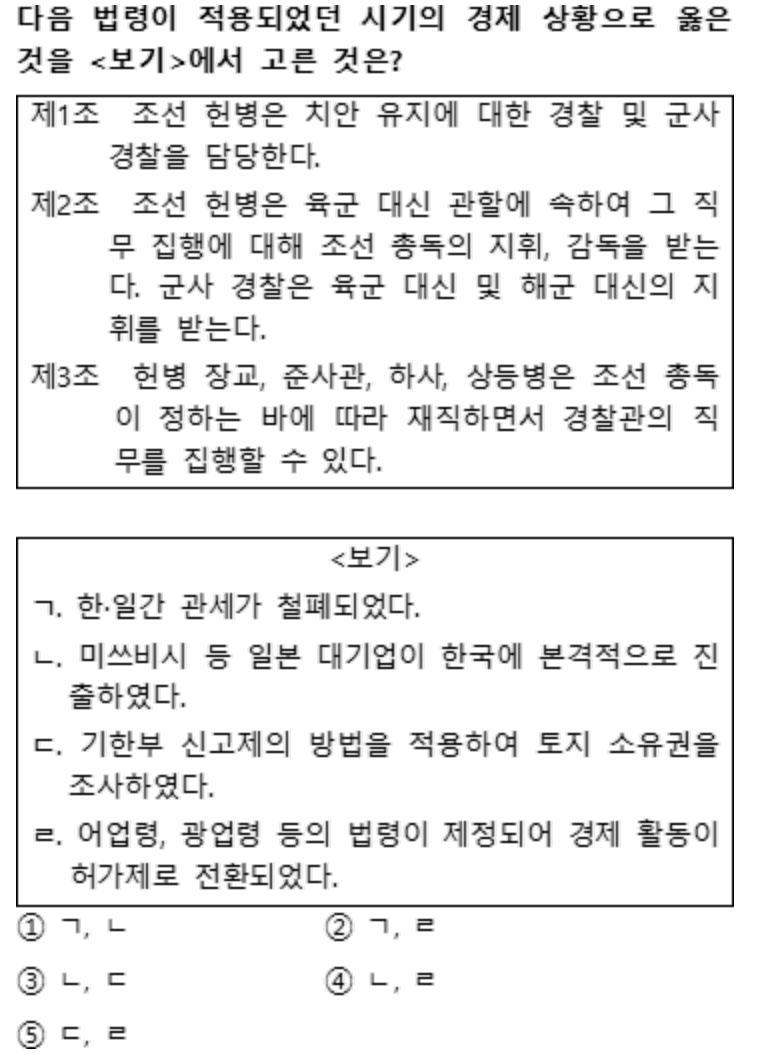 다음 법령이 적용되었던 시기의 경제 상황으로 옳은
것을 <보기>에서 고른 것은?
제1조 조선 헌병은 치안 유지에 대한 경찰 및 군사
경찰을 담당한다.
제2조 조선 헌병은 육군 대신 관할에 속하여 그 직
무 집행에 대해 조선 총독의 지휘, 감독을 받는
다. 군사 경찰은 육군 대신 및 해군 대신의 지
휘를 받는다.
제3조 헌병 장교, 준사관, 하사, 상등병은 조선 총독
이 정하는 바에 따라 재직하면서 경찰관의 직
무를 집행할 수 있다.
<보기>
ㄱ. 한·일간 관세가 철폐되었다.
ㄴ. 미쓰비시 등 일본 대기업이 한국에 본격적으로 진
출하였다.
ㄷ. 기한부 신고제의 방법을 적용하여 토지 소유권을
조사하였다.
ㄹ. 어업령, 광업령 등의 법령이 제정되어 경제 활동이
허가제로 전환되었다.
① ㄱ, ㄴ ② ㄱ, ㄹ
③ ㄴ, ㄷ ④ ㄴ, ㄹ
⑤ ㄷ, ㄹ